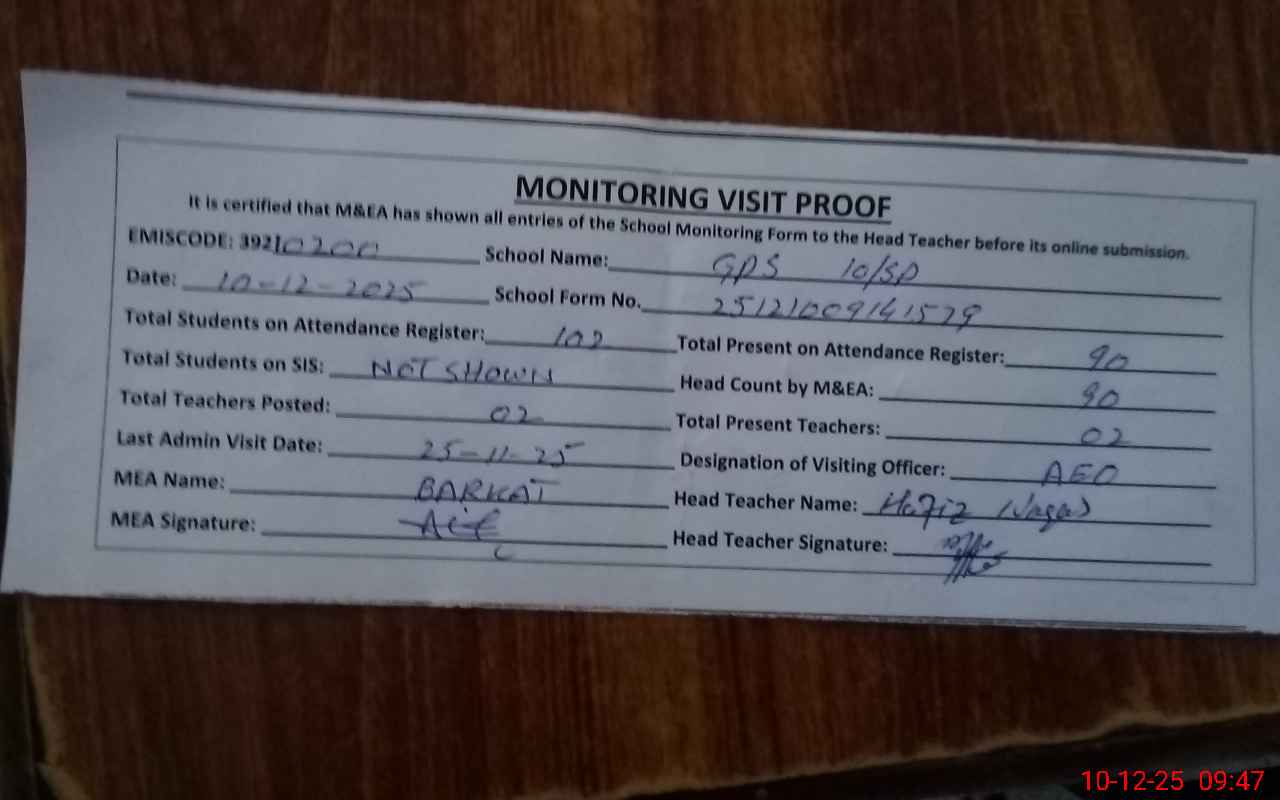 MONITORING VISIT PROOF
It is certified that M&EA has shown all entries of the School Monitoring Form to the Head Teacher before its online submission.
EMISCODE: 39210200 School Name: GPS 10/SP
Date: 10-12-2025 School Form No. 25121009141579
Total Students on Attendance Register: 102 Total Present on Attendance Register: 90
Total Students on SIS: NOT SHOWN Head Count by M&EA: 90
Total Teachers Posted: 02 Total Present Teachers: 02
Last Admin Visit Date: 25-11-25 Designation of Visiting Officer: AEO
MEA Name: BARKAT Head Teacher Name: Hafiz
MEA Signature: Head Teacher Signature:
10-12-25 09:47